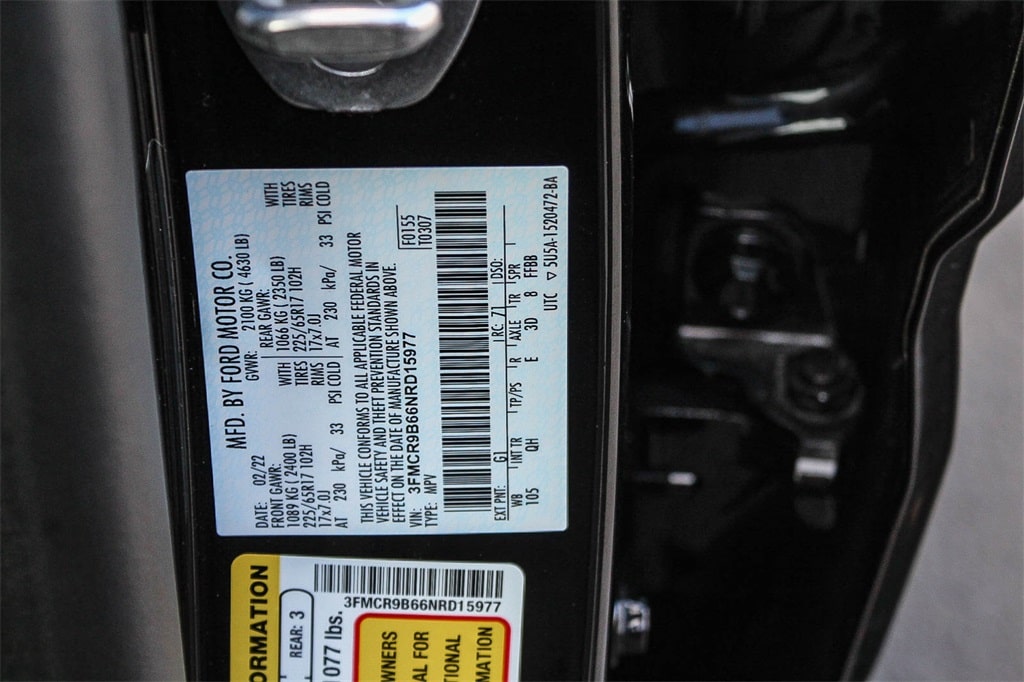 MFD. BY FORD MOTOR CO.
DATE: 02/22 GVWR: 2100 KG ( 4630 LB)
FRONT GAWR: REAR GAWR:
1089 KG ( 2400 LB) WITH 1066 KG ( 2350 LB) WITH
225/65R17 102H TIRES 225/65R17 102H TIRES
17x7.0J RIMS 17x7.0J RIMS
AT 230 kPa/ 33 PSI COLD AT 230 kPa/ 33 PSI COLD
THIS VEHICLE CONFORMS TO ALL APPLICABLE FEDERAL MOTOR
VEHICLE SAFETY AND THEFT PREVENTION STANDARDS IN
EFFECT ON THE DATE OF MANUFACTURE SHOWN ABOVE.
VIN: 3FMCR9B66NRD15977 F0155
TYPE: MPV T0307
EXT PNT: G1 RC: 71 DSO:
WB INT TR TP/PS R AXLE TR SPR
105 QH E 3D 8 FFBB
UTC ▽ 5U5A-1520472-BA
ORMATION
REAR: 3
1077 lbs.
3FMCR9B66NRD15977
WNERS
AL FOR
TIONAL
MATION